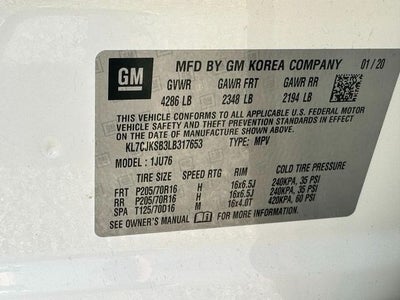 GM
MFD BY GM KOREA COMPANY 01/20
GVWR GAWR FRT GAWR RR
4286 LB 2348 LB 2194 LB
THIS VEHICLE CONFORMS TO ALL APPLICABLE U.S. FEDERAL MOTOR
VEHICLE SAFETY AND THEFT PREVENTION STANDARDS IN EFFECT
ON THE DATE OF MANUFACTURE SHOWN ABOVE.
KL7CJKSB3LB317653 TYPE: MPV
MODEL: 1JU76
TIRE SIZE SPEED RTG RIM COLD TIRE PRESSURE
FRT P205/70R16 H 16x6.5J 240KPA, 35 PSI
RR P205/70R16 H 16x6.5J 240KPA, 35 PSI
SPA T125/70D16 M 16x4.0T 420KPA, 60 PSI
SEE OWNER'S MANUAL FOR MORE INFORMATION.